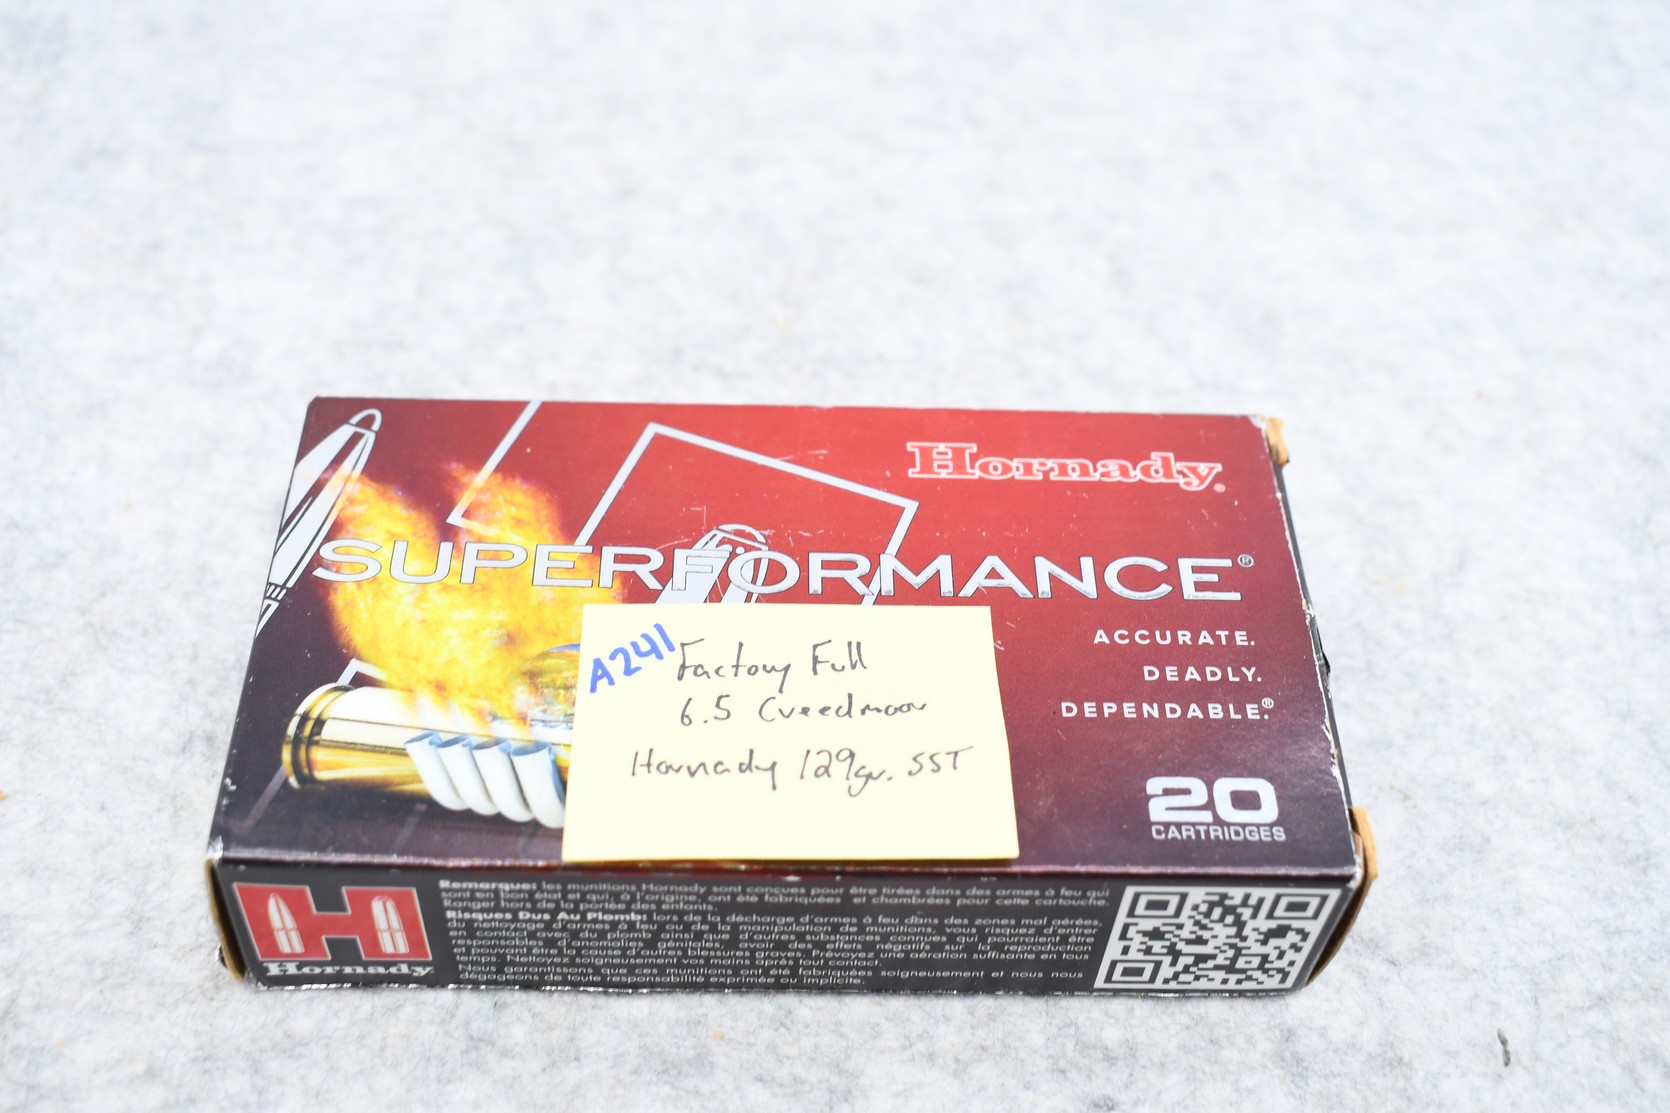 Hornady®
SUPERFORMANCE®
ACCURATE.
DEADLY.
DEPENDABLE.®
20
CARTRIDGES
A241
Factory Full
6.5 Creedmoor
Hornady 129gr. SST
H
Hornady
Remarque: les munitions Hornady sont conçues pour être tirées dans des armes à feu qui
sont en bon état et qui, à l'origine, ont été fabriquées et chambrées pour cette cartouche.
Ranger hors de la portée des enfants.
Risques Dus Au Plomb: lors de la décharge d'armes à feu dans des zones mal aérées,
du nettoyage d'armes à feu ou de la manipulation de munitions, vous risquez d'entrer
en contact avec du plomb ainsi que d'autres substances connues qui pourraient être
responsables d'anomalies génitales, avoir des effets négatifs sur la reproduction
et pouvant être la cause d'autres blessures graves. Prévoyez une aération suffisante en tous
temps. Nettoyez soigneusement vos mains après tout contact.
Nous garantissons que ces munitions ont été fabriquées soigneusement et nous nous
dégageons de toute responsabilité exprimée ou implicite.